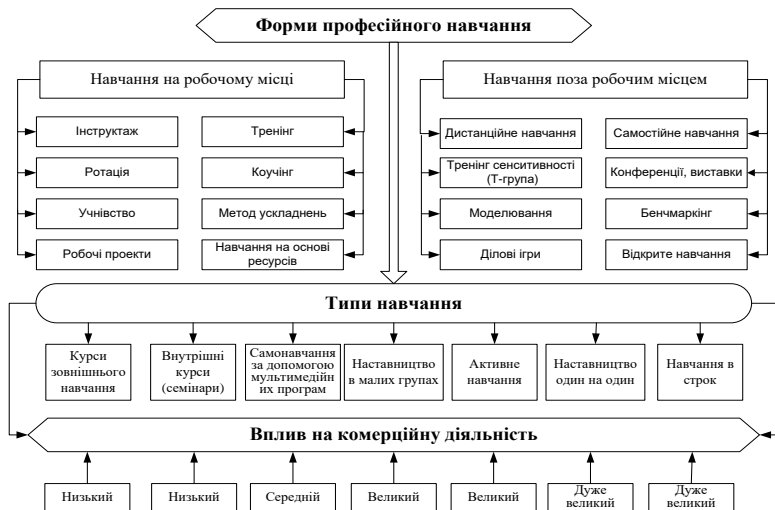 Форми професійного навчання
Навчання на робочому місці
Навчання поза робочим місцем
Інструктаж
Тренінг
Ротація
Коучінг
Учнівство
Метод ускладнень
Робочі проекти
Навчання на основі
ресурсів
Дистанційне навчання
Самостійне навчання
Тренінг сенситивності
(Т-група)
Конференції, виставки
Моделювання
Бенчмаркінг
Ділові ігри
Відкрите навчання
Типи навчання
Курси
зовнішнього
навчання
Внутрішні
курси
(семінари)
Самонавчання
за допомогою
мультимедійн
их програм
Наставництво
в малих групах
Активне
навчання
Наставництво
один на один
Навчання в
строк
Вплив на комерційну діяльність
Низький
Низький
Середній
Великий
Великий
Дуже
великий
Дуже
великий